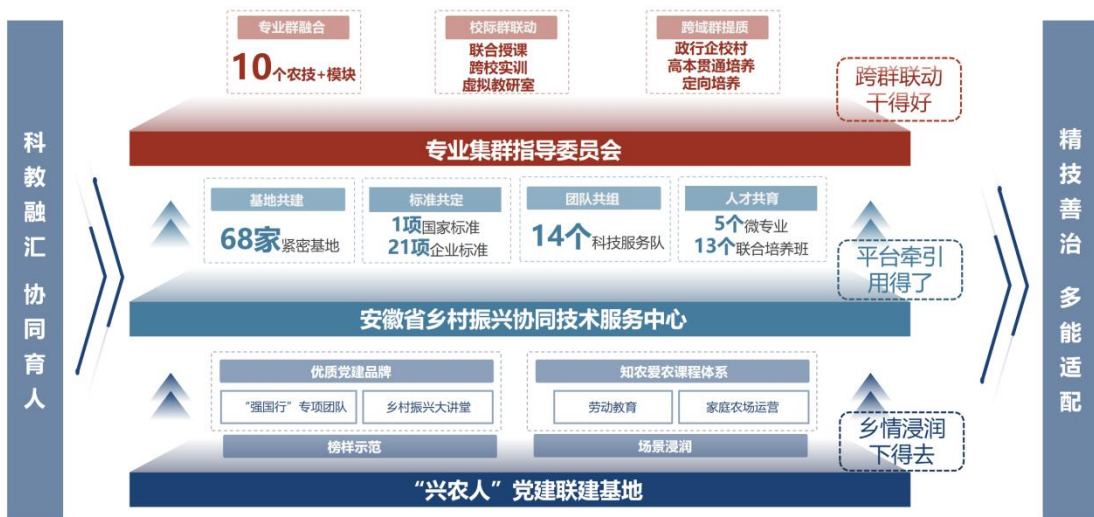 科教融汇 协同育人
专业群融合
10个农技+模块
校际群联动
联合授课
跨校实训
虚拟教研室
跨域群提质
政行企校村
高本贯通培养
定向培养
跨群联动
干得好
专业集群指导委员会
基地共建
68家紧密基地
标准共定
1项国家标准
21项企业标准
团队共组
14个科技服务队
人才共育
5个微专业
13个联合培养班
平台牵引
用得了
安徽省乡村振兴协同技术服务中心
优质党建品牌
“强国行”专项团队
乡村振兴大讲堂
榜样示范
知农爱农课程体系
劳动教育
家庭农场运营
场景浸润
乡情浸润
下得去
“兴农人”党建联建基地
精技善治 多能适配